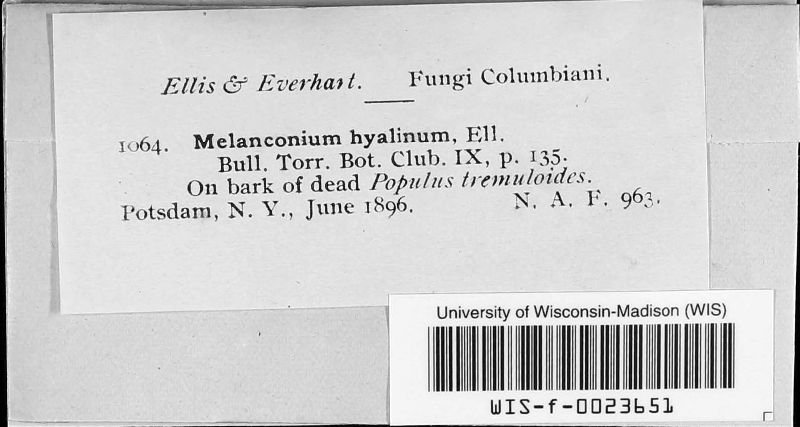 Ellis & Everhart. Fungi Columbiani.
1064. Melanconium hyalinum, Ell.
Bull. Torr. Bot. Club. IX, p. 135.
On bark of dead Populus tremuloides.
Potsdam, N. Y., June 1896. N. A. F. 963.
University of Wisconsin-Madison (WIS)
WIS-f-0023651